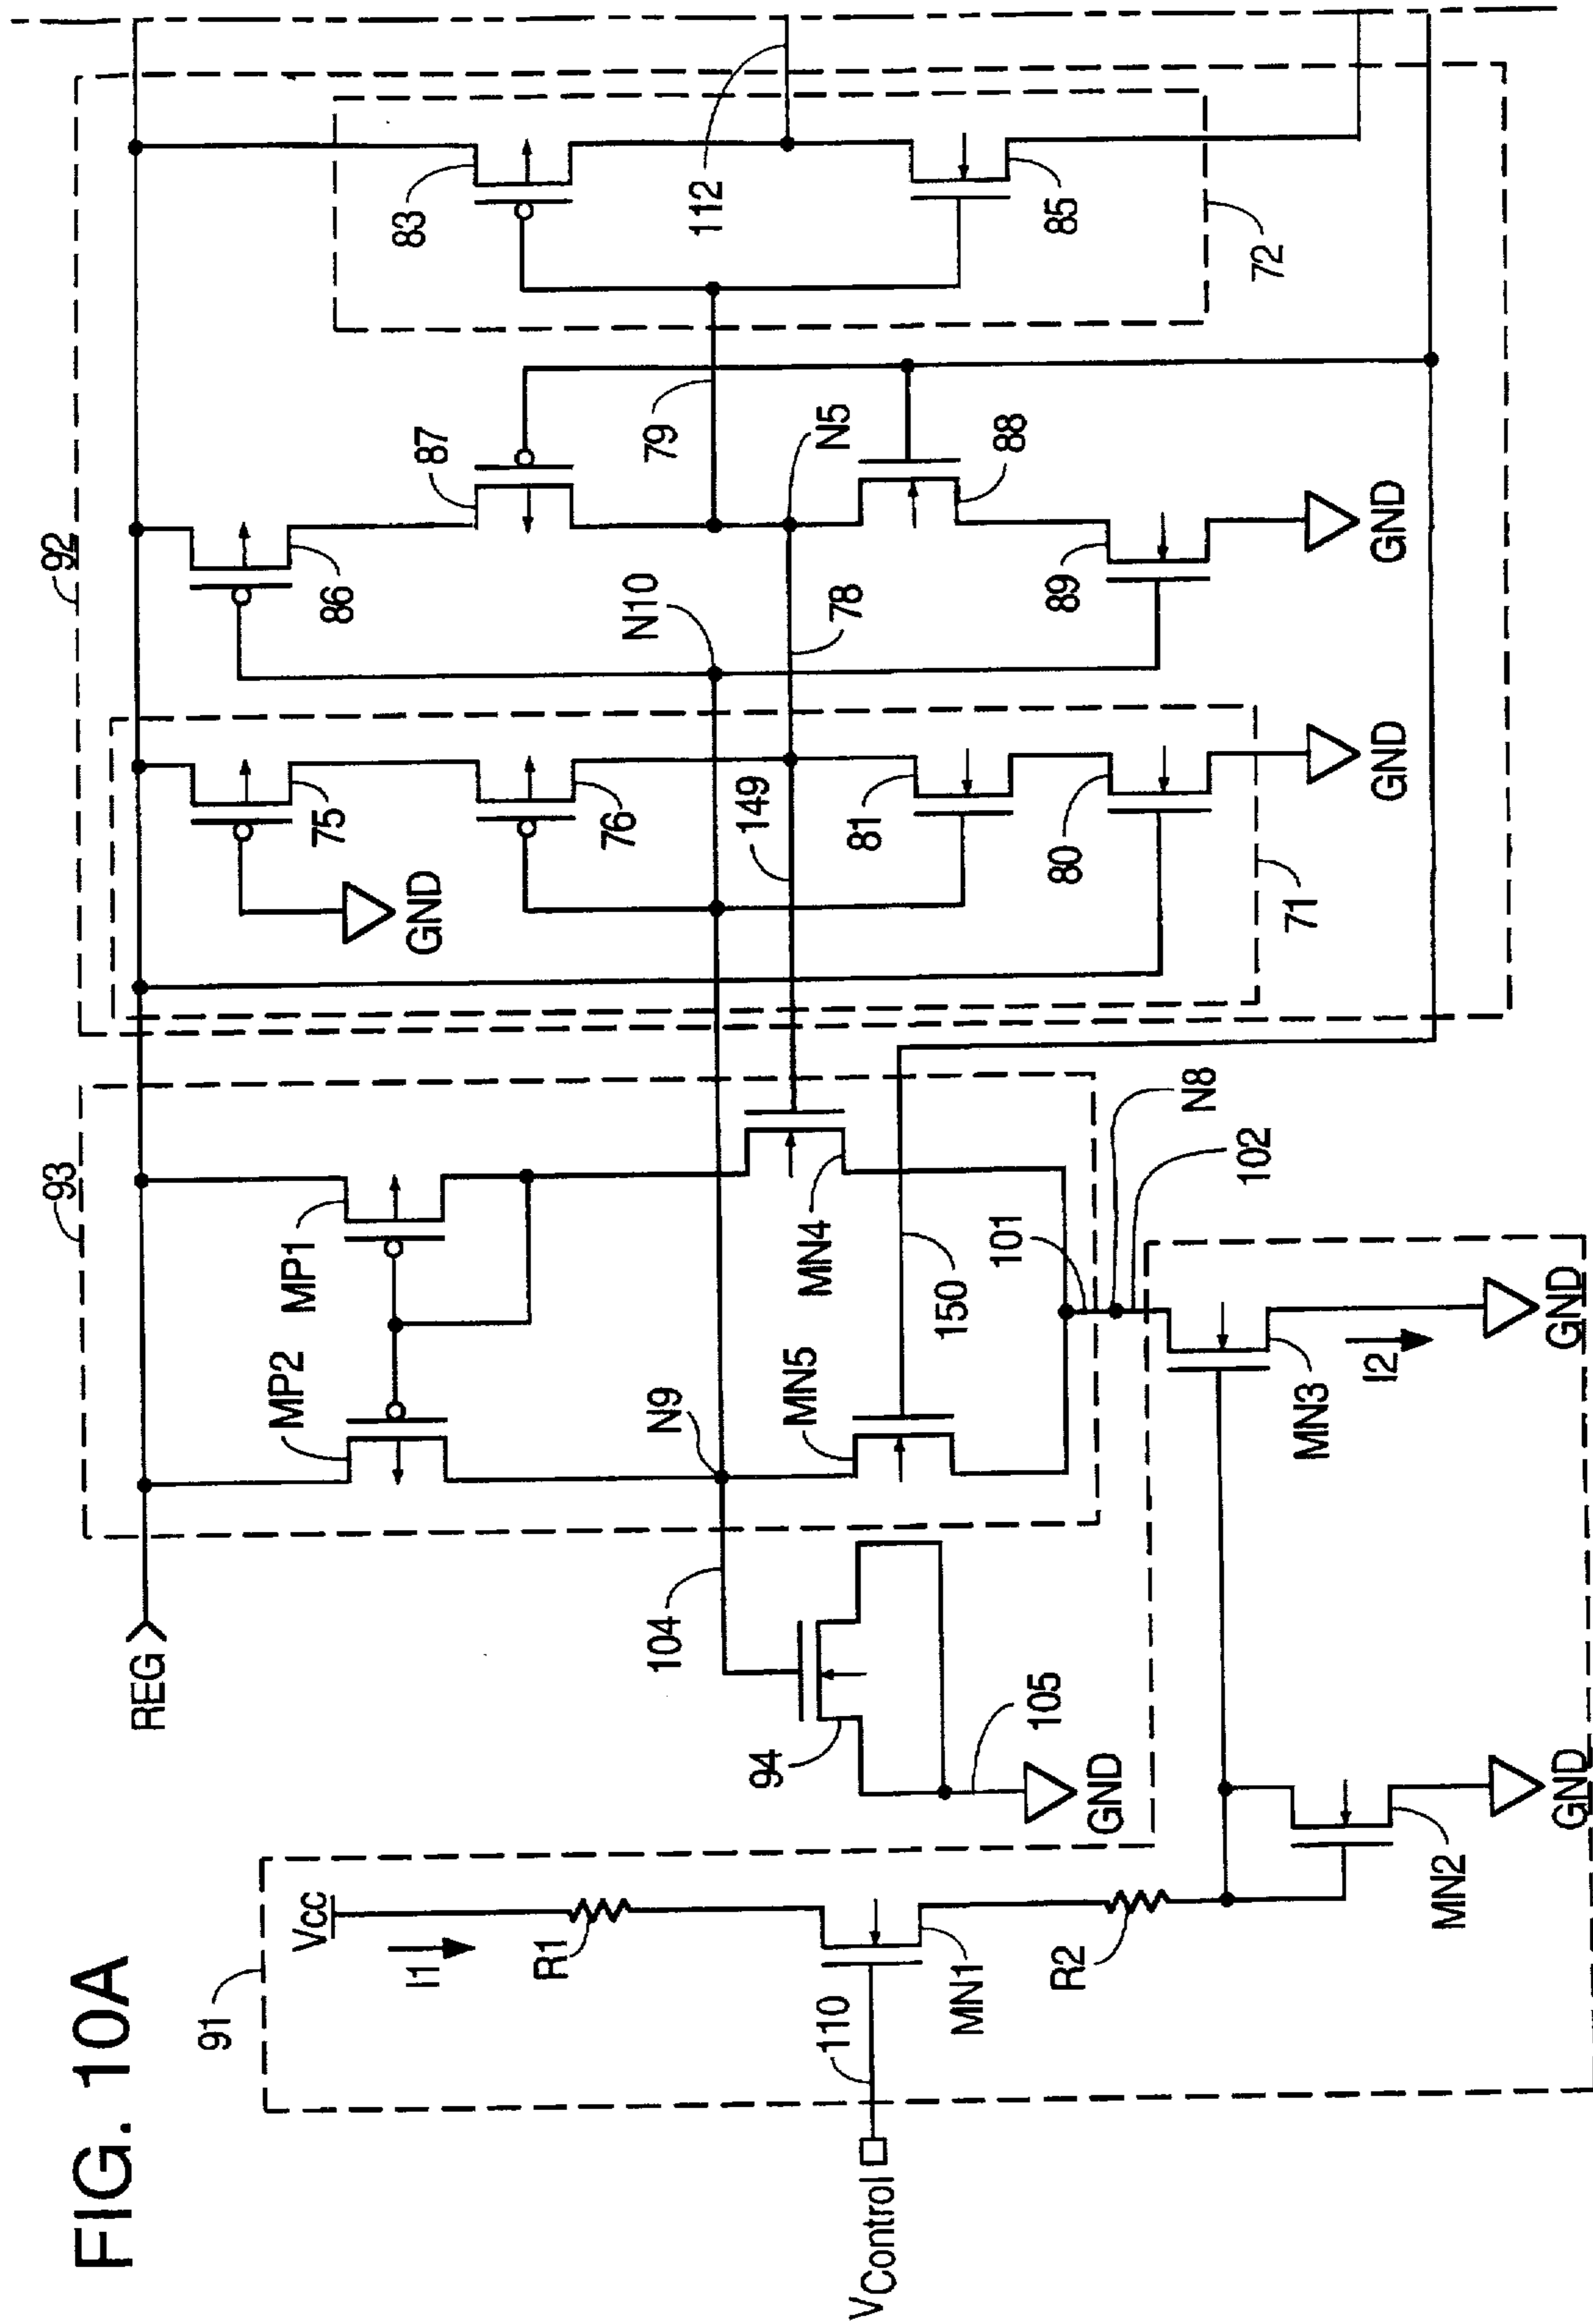 FIG. 10A
REG
92
93
91
Vcc
I1
R1
MN1
110
VControl
R2
MN2
GND
MN3
I2
GND
94
105
GND
104
N9
MP2
MP1
MN5
MN4
150
101
N8
102
149
75
GND
76
81
80
71
GND
N10
78
86
87
79
N5
88
89
GND
83
112
85
72